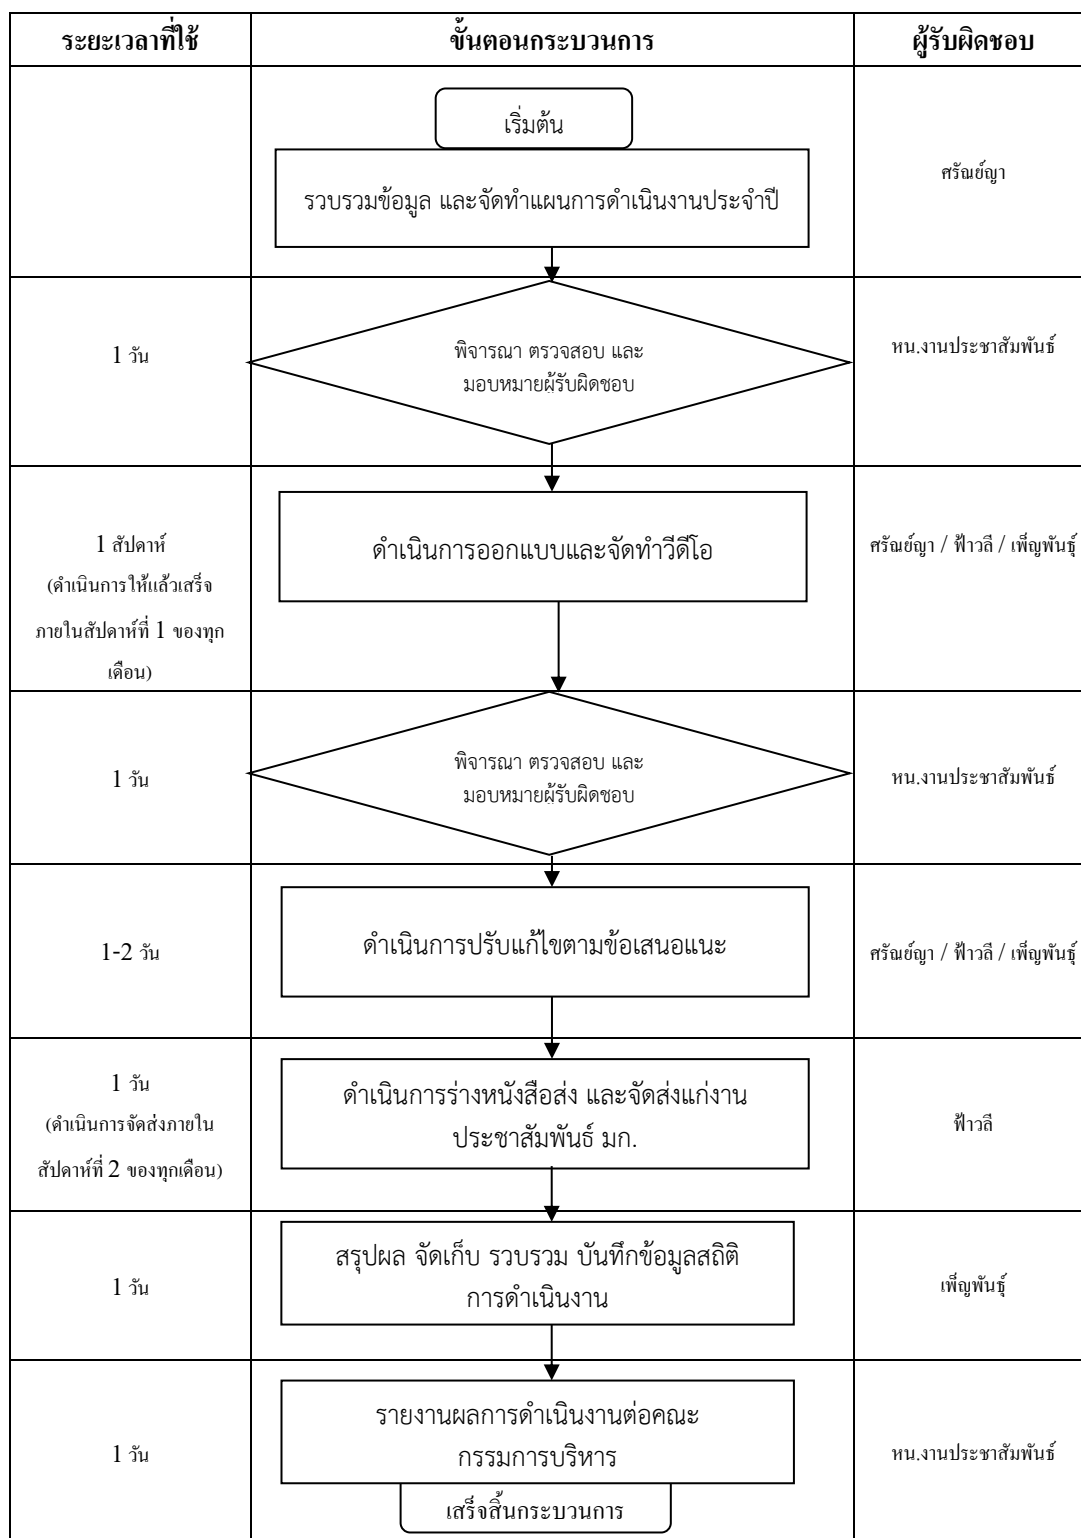 ระยะเวลาที่ใช้ ขั้นตอนกระบวนการ ผู้รับผิดชอบ
เริ่มต้น
รวบรวมข้อมูล และจัดทำแผนการดำเนินงานประจำปี
ศรัณย์ญา
1 วัน
พิจารณา ตรวจสอบ และ
มอบหมายผู้รับผิดชอบ
หน.งานประชาสัมพันธ์
1 สัปดาห์
(ดำเนินการให้แล้วเสร็จ
ภายในสัปดาห์ที่ 1 ของทุก
เดือน)
ดำเนินการออกแบบและจัดทำวีดีโอ
ศรัณย์ญา / ฟ้าวลี / เพ็ญพันธุ์
1 วัน
พิจารณา ตรวจสอบ และ
มอบหมายผู้รับผิดชอบ
หน.งานประชาสัมพันธ์
1-2 วัน
ดำเนินการปรับแก้ไขตามข้อเสนอแนะ
ศรัณย์ญา / ฟ้าวลี / เพ็ญพันธุ์
1 วัน
(ดำเนินการจัดส่งภายใน
สัปดาห์ที่ 2 ของทุกเดือน)
ดำเนินการร่างหนังสือส่ง และจัดส่งแก่งาน
ประชาสัมพันธ์ มก.
ฟ้าวลี
1 วัน
สรุปผล จัดเก็บ รวบรวม บันทึกข้อมูลสถิติ
การดำเนินงาน
เพ็ญพันธุ์
1 วัน
รายงานผลการดำเนินงานต่อคณะ
กรรมการบริหาร
หน.งานประชาสัมพันธ์
เสร็จสิ้นกระบวนการ